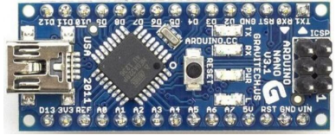 D12 D11 D10 D9 D8 D7 D6 D5 D4 D3 D2 GND RST RX0 TX1
TX
RX
PWR
L
ARDUINO.CC
RESET
USA
2011
GRAVITECH.US
ARDUINO
NANO
V3.0
G
ICSP
D13 3V3 REF A0 A1 A2 A3 A4 A5 A6 A7 5V RST GND VIN